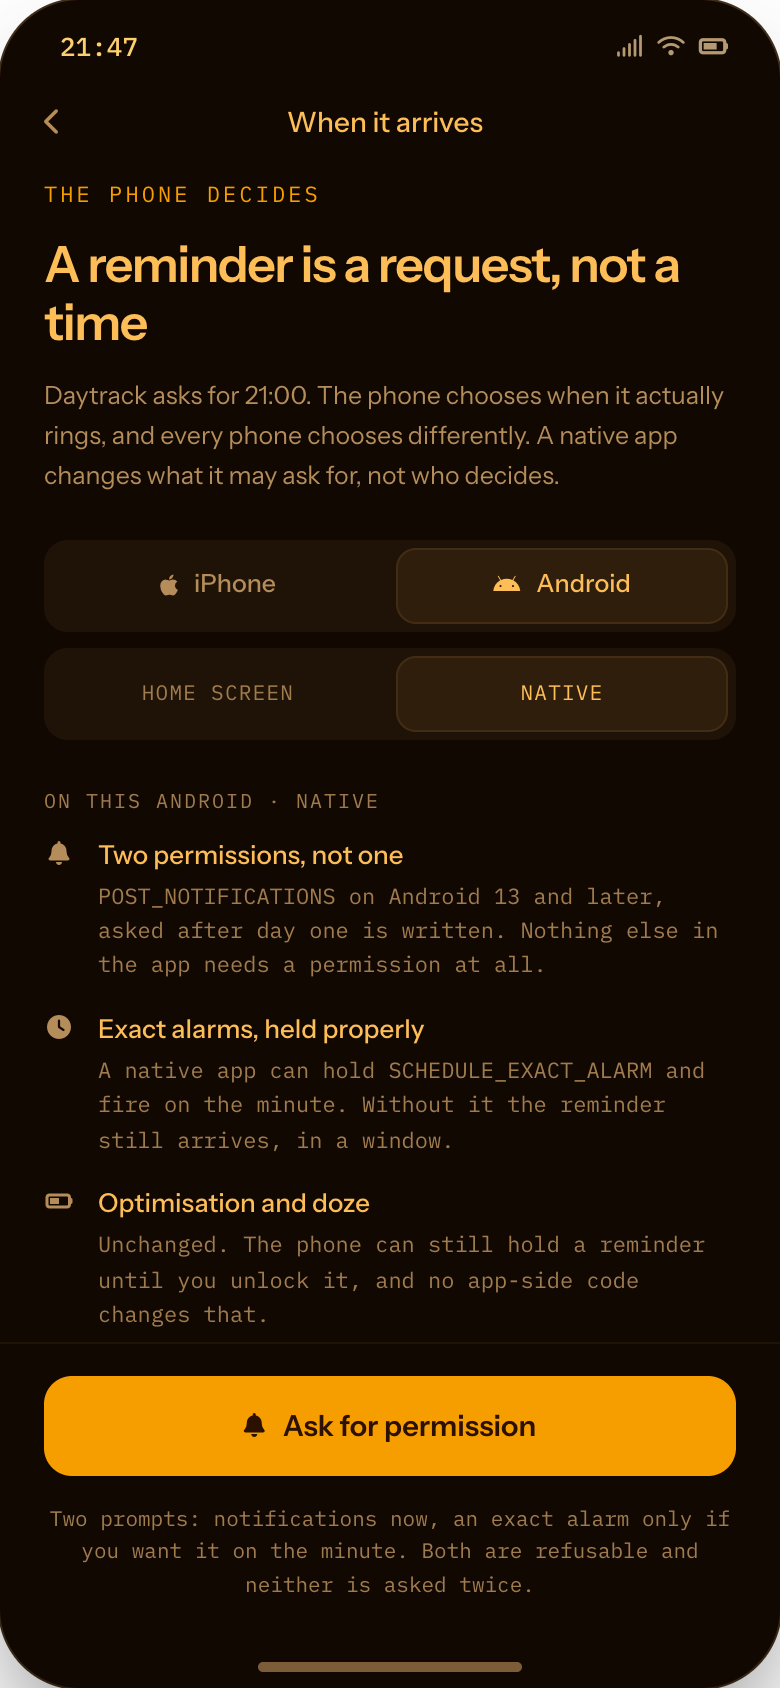 21:47
When it arrives
THE PHONE DECIDES
A reminder is a request, not a
time
Daytrack asks for 21:00. The phone chooses when it actually
rings, and every phone chooses differently. A native app
changes what it may ask for, not who decides.
iPhone
Android
HOME SCREEN
NATIVE
ON THIS ANDROID · NATIVE
Two permissions, not one
POST_NOTIFICATIONS on Android 13 and later,
asked after day one is written. Nothing else in
the app needs a permission at all.
Exact alarms, held properly
A native app can hold SCHEDULE_EXACT_ALARM and
fire on the minute. Without it the reminder
still arrives, in a window.
Optimisation and doze
Unchanged. The phone can still hold a reminder
until you unlock it, and no app-side code
changes that.
Ask for permission
Two prompts: notifications now, an exact alarm only if
you want it on the minute. Both are refusable and
neither is asked twice.